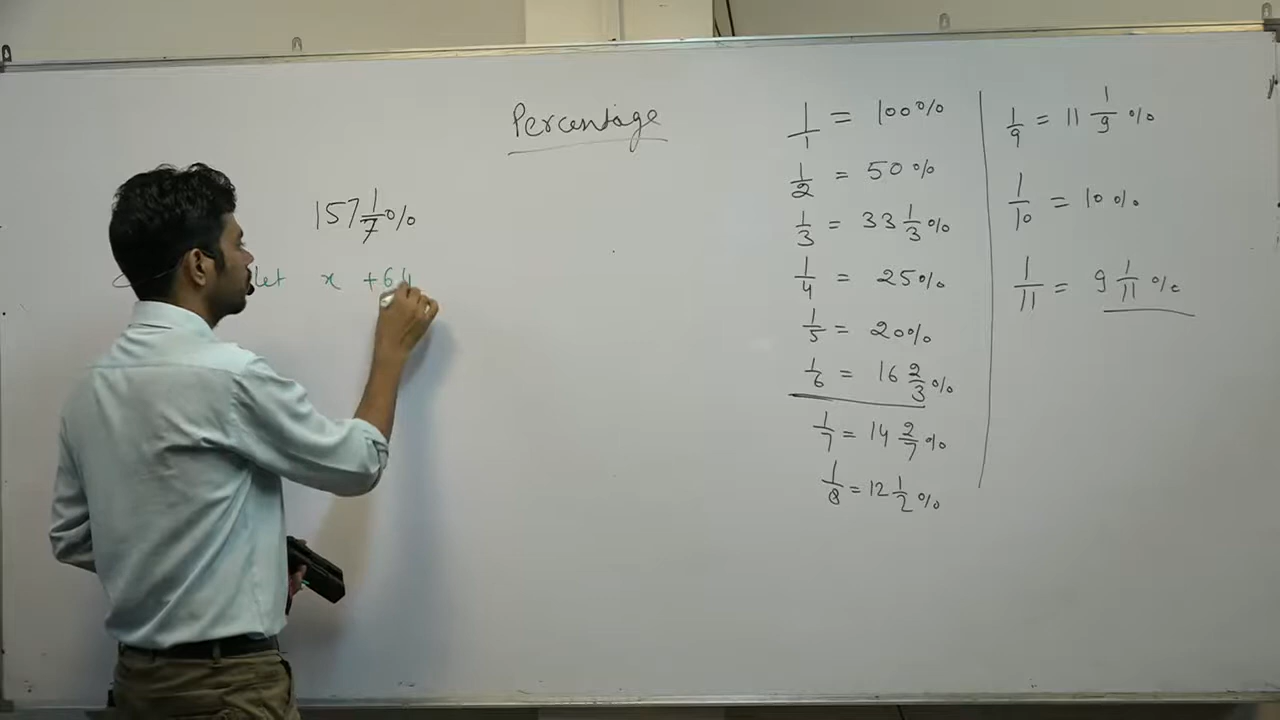 Percentage
157 1/7 %
let x + 64
1/1 = 100%
1/2 = 50%
1/3 = 33 1/3 %
1/4 = 25%
1/5 = 20%
1/6 = 16 2/3 %
1/7 = 14 2/7 %
1/8 = 12 1/2 %
1/9 = 11 1/9 %
1/10 = 10%
1/11 = 9 1/11 %